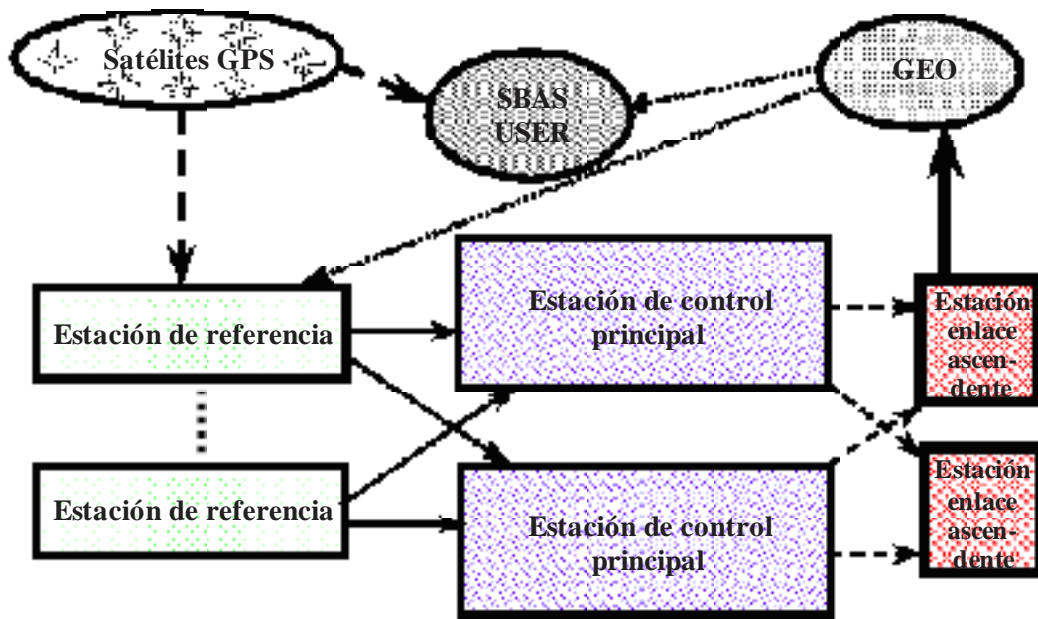 Satélites GPS
SBAS
USER
GEO
Estación de referencia
Estación de control
principal
Estación
enlace
ascen-
dente
Estación de referencia
Estación de control
principal
Estación
enlace
ascen-
dente